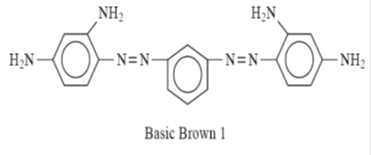 NH₂ H₂N
H₂N N=N N=N NH₂
Basic Brown 1